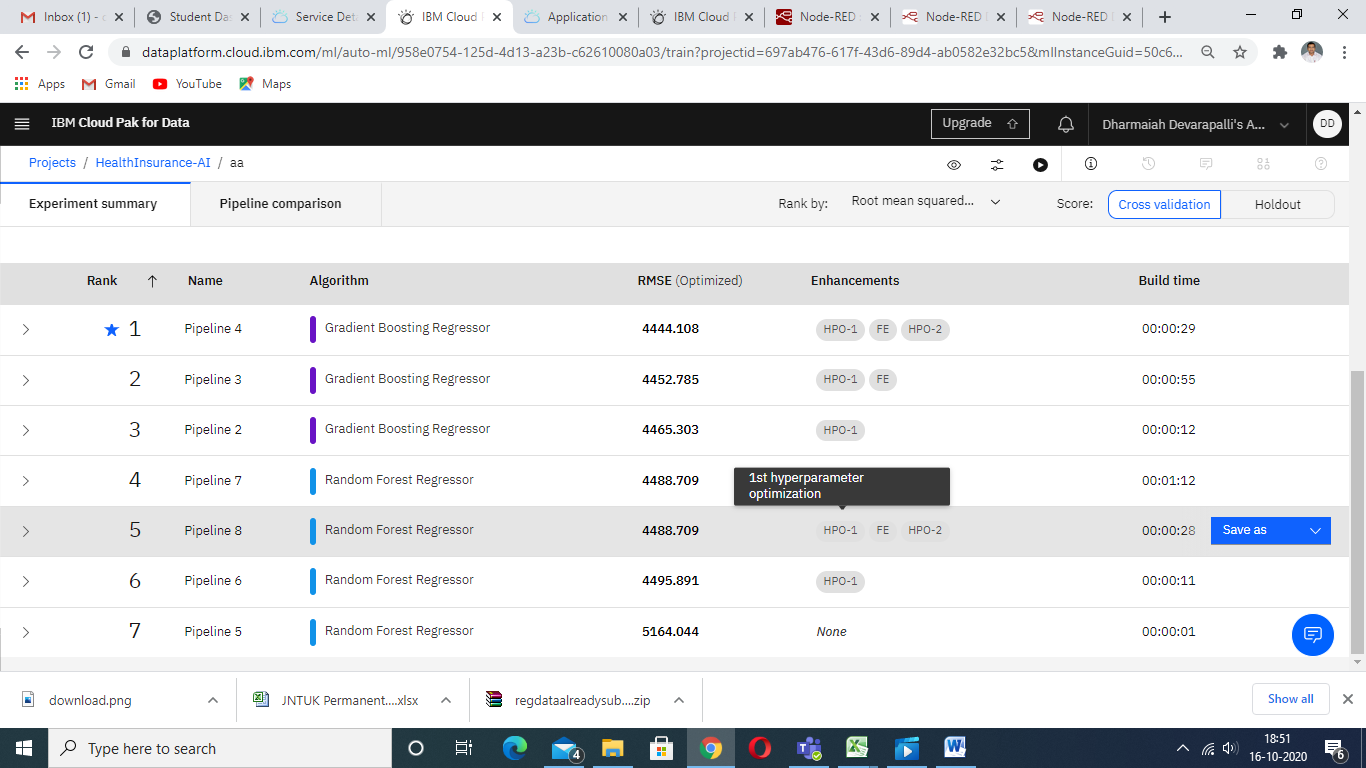 Inbox (1) - c
Student Das
Service Deta
IBM Cloud P
Application
IBM Cloud P
Node-RED S
Node-RED
Node-RED
dataplatform.cloud.ibm.com/ml/auto-ml/958e0754-125d-4d13-a23b-c62610080a03/train?projectid=697ab476-617f-43d6-89d4-ab0582e32bc5&mlInstanceGuid=50c6...
Apps Gmail YouTube Maps
IBM Cloud Pak for Data
Upgrade
Dharmaiah Devarapalli's A...
DD
Projects / HealthInsurance-AI / aa
Experiment summary
Pipeline comparison
Rank by: Root mean squared...
Score: Cross validation Holdout
Rank Name Algorithm RMSE (Optimized) Enhancements Build time
1 Pipeline 4 Gradient Boosting Regressor 4444.108 HPO-1 FE HPO-2 00:00:29
2 Pipeline 3 Gradient Boosting Regressor 4452.785 HPO-1 FE 00:00:55
3 Pipeline 2 Gradient Boosting Regressor 4465.303 HPO-1 00:00:12
4 Pipeline 7 Random Forest Regressor 4488.709 00:01:12
1st hyperparameter
optimization
5 Pipeline 8 Random Forest Regressor 4488.709 HPO-1 FE HPO-2 00:00:28 Save as
6 Pipeline 6 Random Forest Regressor 4495.891 HPO-1 00:00:11
7 Pipeline 5 Random Forest Regressor 5164.044 None 00:00:01
download.png
JNTUK Permanent....xlsx
regdataalreadysub....zip
Show all
Type here to search
4
18:51
16-10-2020
6